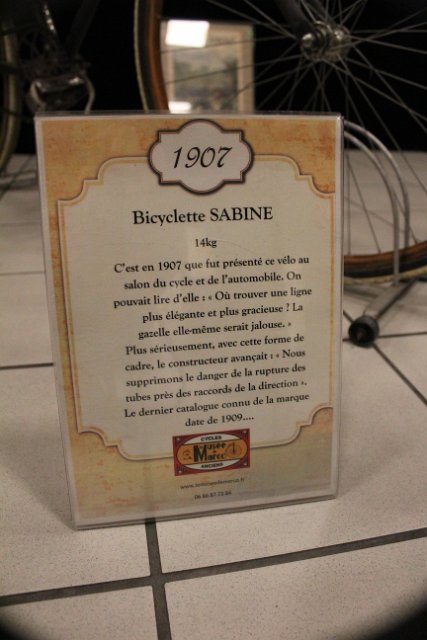 1907
Bicyclette SABINE
14kg
C'est en 1907 que fut présenté ce vélo au
salon du cycle et de l'automobile. On
pouvait lire d'elle : « Où trouver une ligne
plus élégante et plus gracieuse ? La
gazelle elle-même serait jalouse. »
Plus sérieusement, avec cette forme de
cadre, le constructeur avançait : « Nous
supprimons le danger de la rupture des
tubes près des raccords de la direction ».
Le dernier catalogue connu de la marque
date de 1909....
CYCLES
Musée
Marco
ANCIENS